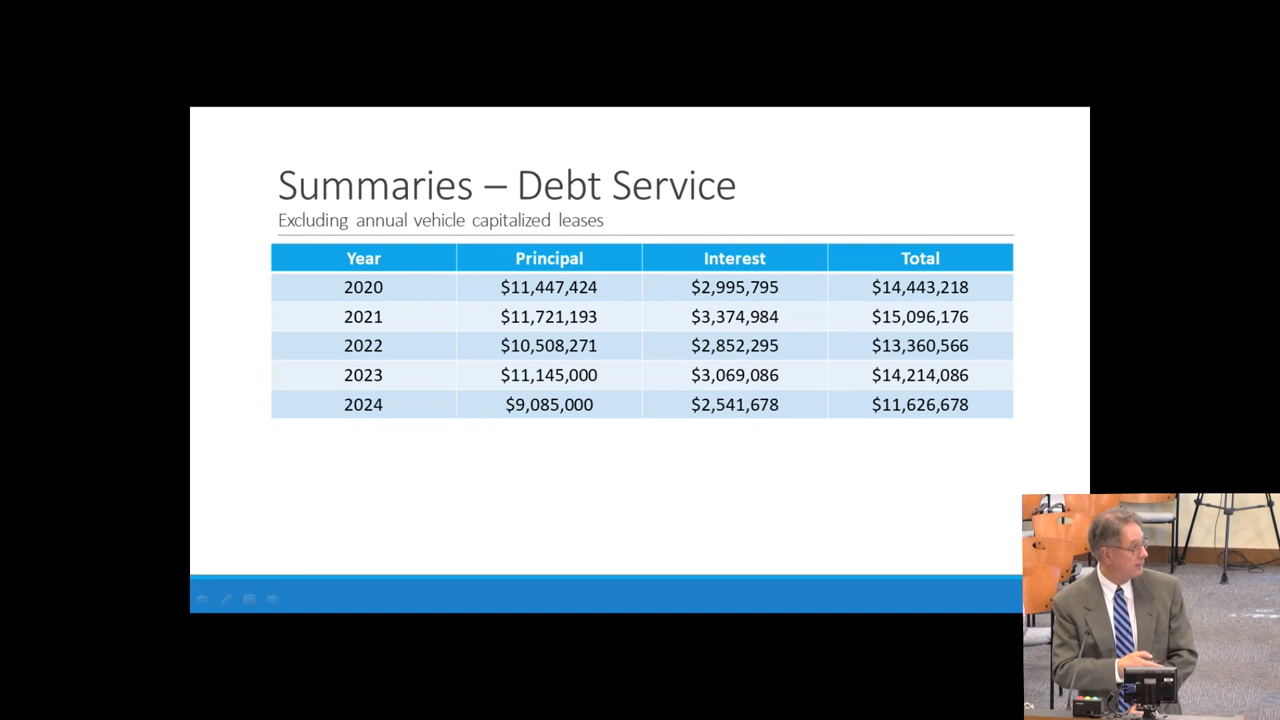 Summaries – Debt Service
Excluding annual vehicle capitalized leases
Year Principal Interest Total
2020 $11,447,424 $2,995,795 $14,443,218
2021 $11,721,193 $3,374,984 $15,096,176
2022 $10,508,271 $2,852,295 $13,360,566
2023 $11,145,000 $3,069,086 $14,214,086
2024 $9,085,000 $2,541,678 $11,626,678